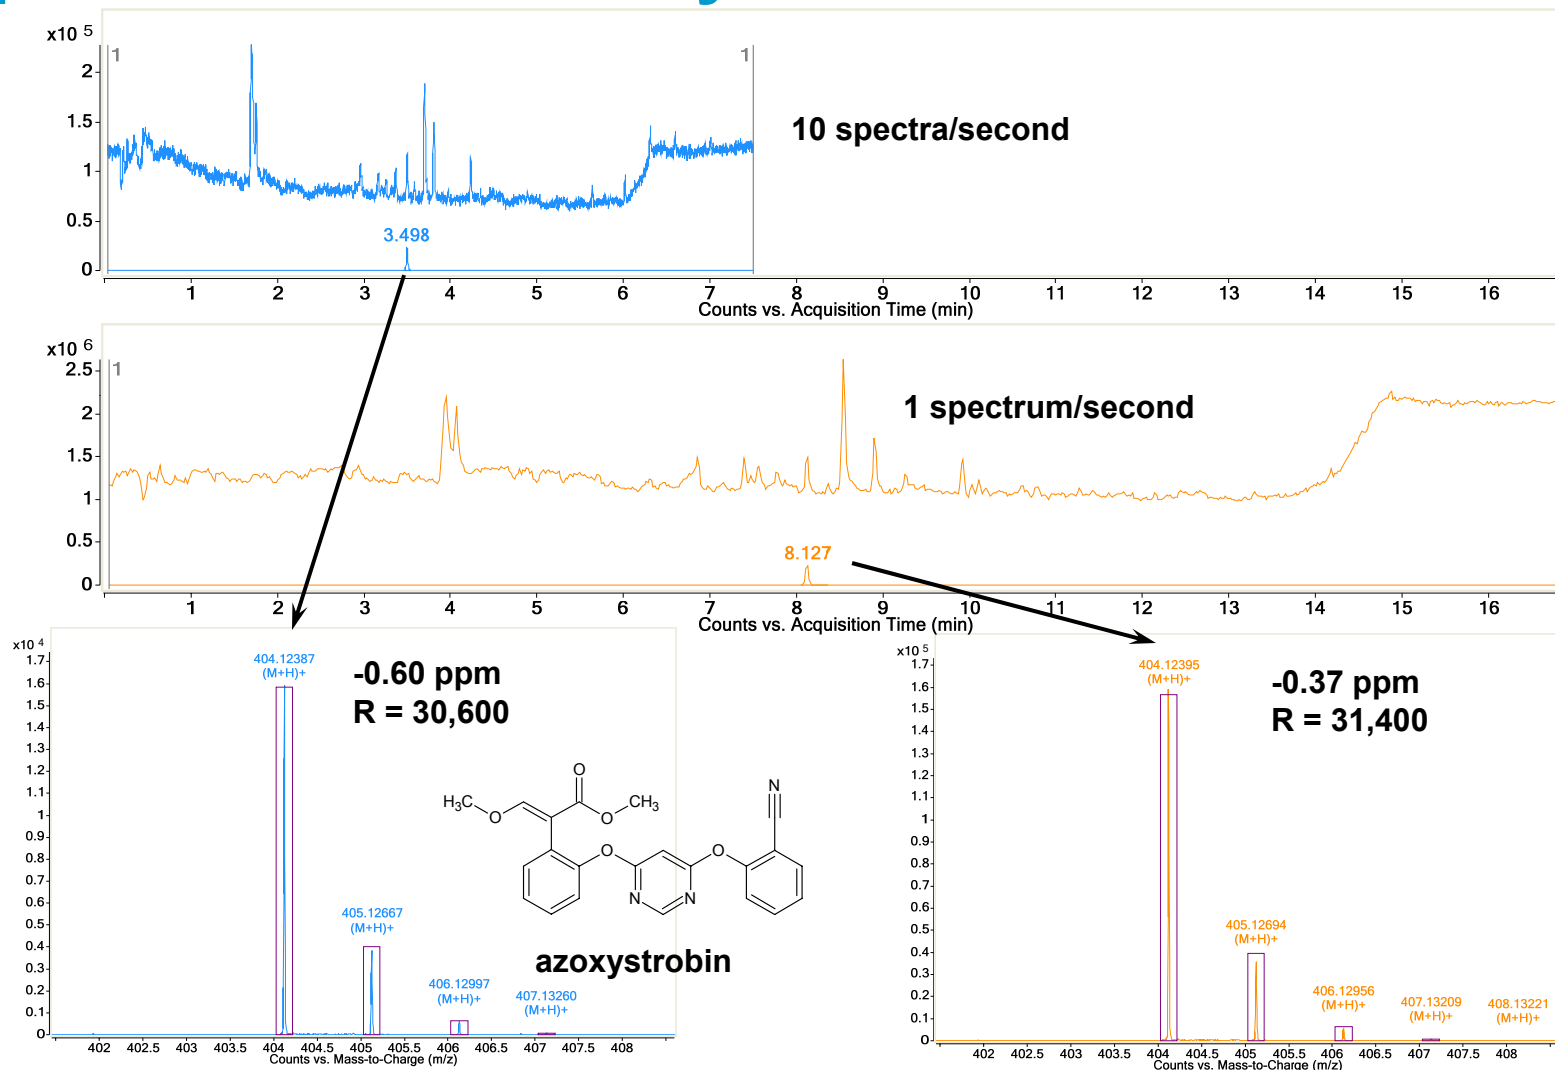 x10 5
1
1
2
1.5
1
0.5
0
3.498
10 spectra/second
1 2 3 4 5 6 7 8 9 10 11 12 13 14 15 16
Counts vs. Acquisition Time (min)
x10 6
1
2.5
2
1.5
1
0.5
0
1 spectrum/second
8.127
1 2 3 4 5 6 7 8 9 10 11 12 13 14 15 16
Counts vs. Acquisition Time (min)
x10 4
1.7
1.6
1.5
1.4
1.3
1.2
1.1
1
0.9
0.8
0.7
0.6
0.5
0.4
0.3
0.2
0.1
0
404.12387
(M+H)+
-0.60 ppm
R = 30,600
405.12667
(M+H)+
406.12997
(M+H)+
407.13260
(M+H)+
402 402.5 403 403.5 404 404.5 405 405.5 406 406.5 407 407.5 408
Counts vs. Mass-to-Charge (m/z)
O
H3C
O
O
CH3
O
N
N
O
N
azoxystrobin
x10 5
1.7
1.6
1.5
1.4
1.3
1.2
1.1
1
0.9
0.8
0.7
0.6
0.5
0.4
0.3
0.2
0.1
0
404.12395
(M+H)+
-0.37 ppm
R = 31,400
405.12694
(M+H)+
406.12956
(M+H)+
407.13209
(M+H)+
408.13221
(M+H)+
402 402.5 403 403.5 404 404.5 405 405.5 406 406.5 407 407.5 408
Counts vs. Mass-to-Charge (m/z)